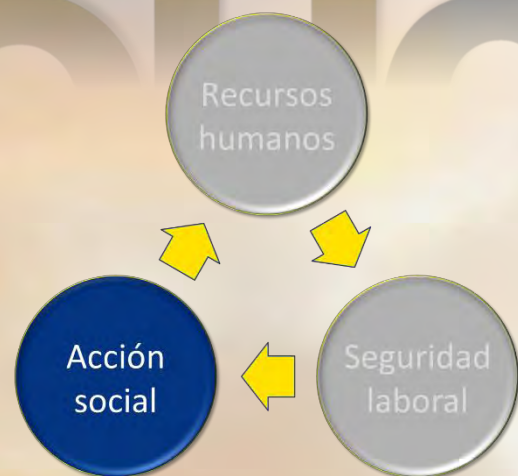 Recursos
humanos
Acción
social
Seguridad
laboral